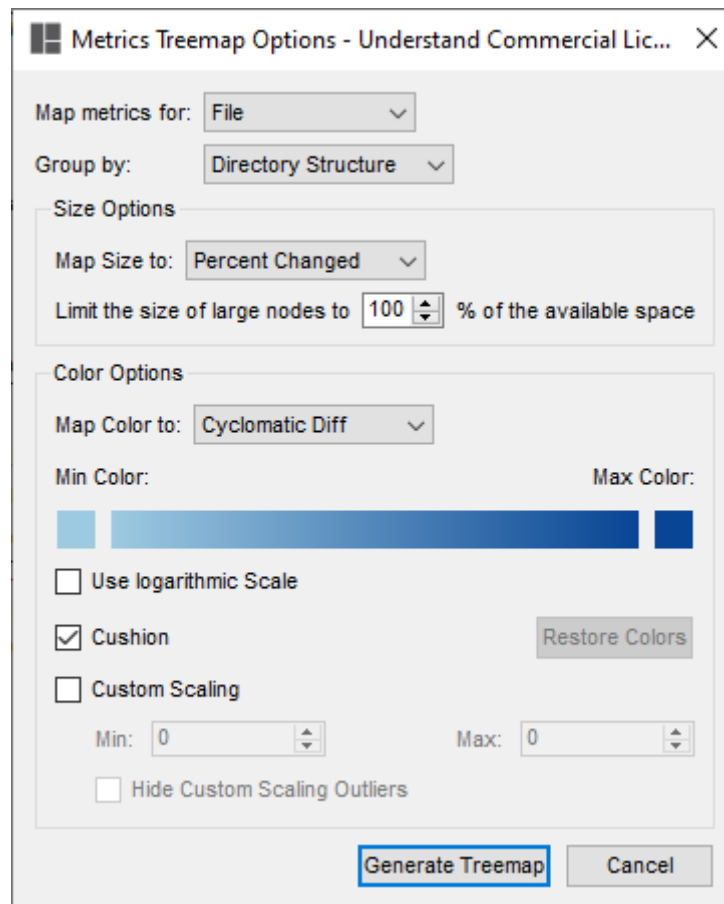 Metrics Treemap Options - Understand Commercial Lic...
Map metrics for: File
Group by: Directory Structure
Size Options
Map Size to: Percent Changed
Limit the size of large nodes to 100 % of the available space
Color Options
Map Color to: Cyclomatic Diff
Min Color: Max Color:
Use logarithmic Scale
Cushion Restore Colors
Custom Scaling
Min: 0 Max: 0
Hide Custom Scaling Outliers
Generate Treemap Cancel